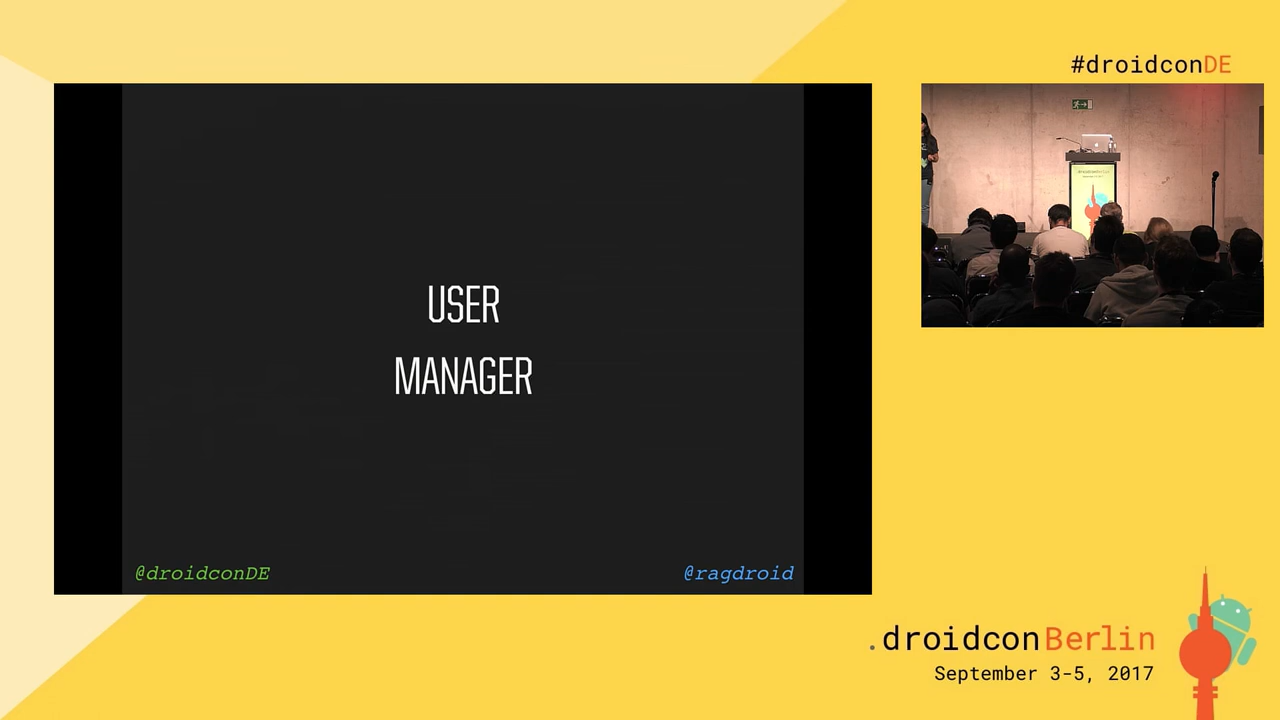 #droidconDE
USER
MANAGER
@droidconDE
@ragdroid
.droidconBerlin
September 3-5, 2017